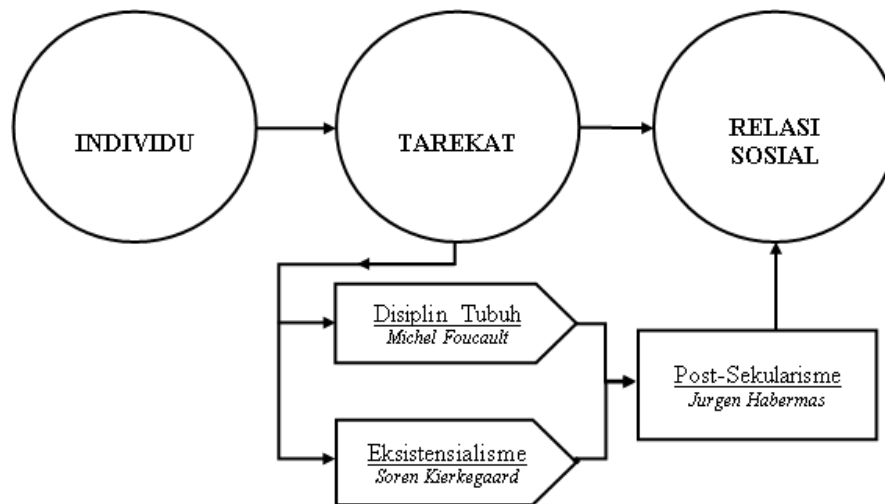 INDIVIDU
TAREKAT
RELASI
SOSIAL
Disiplin Tubuh
Michel Foucault
Post-Sekularisme
Jurgen Habermas
Eksistensialisme
Soren Kierkegaard